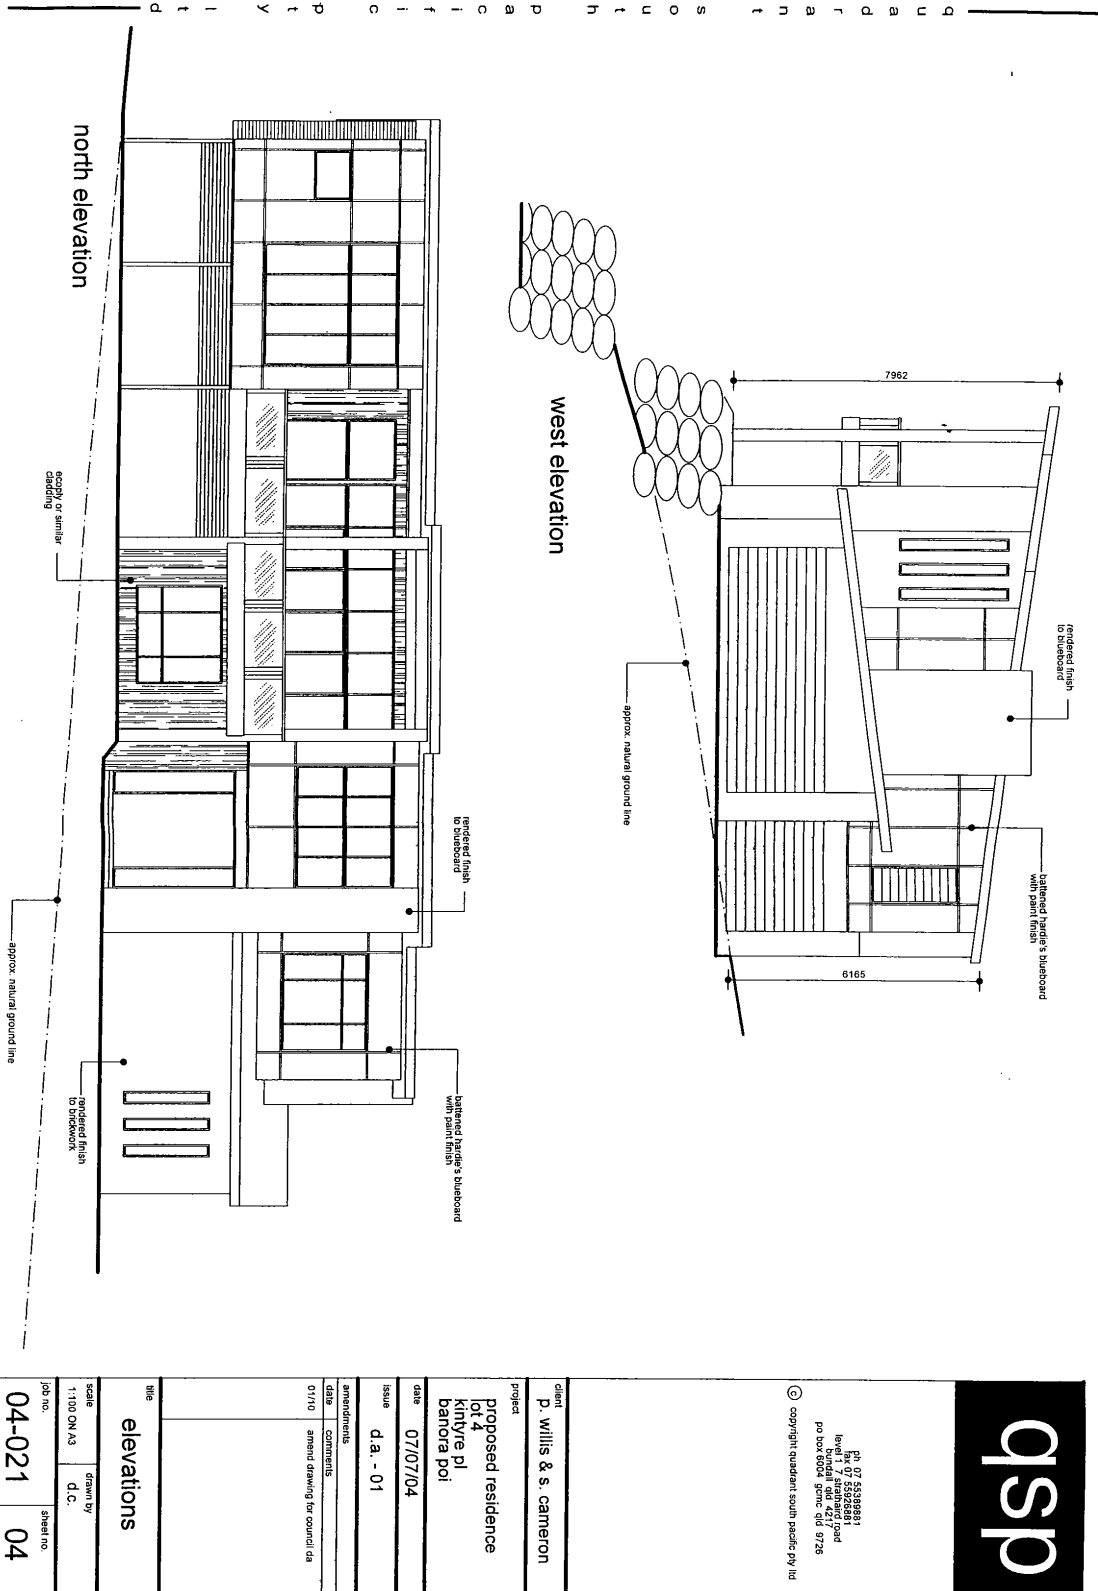 quadrant south pacific pty ltd
qsp
ph 07 55389881
fax 07 55926881
level 1 7 strathaird road
bundall qld 4217
po box 6004 gcmc qld 9726
© copyright quadrant south pacific pty ltd
client
p. willis & s. cameron
project
proposed residence
lot 4
kintyre pl
banora poi
date
07/07/04
issue
d.a. - 01
amendments
date
comments
01/10
amend drawing for council da
title
elevations
scale
1:100 ON A3
drawn by
d.c.
job no.
04-021
sheet no.
04
7962
rendered finish
to blueboard
battened hardie's blueboard
with paint finish
6165
approx. natural ground line
west elevation
rendered finish
to blueboard
battened hardie's blueboard
with paint finish
ecoply or similar
cladding
rendered finish
to brickwork
approx. natural ground line
north elevation